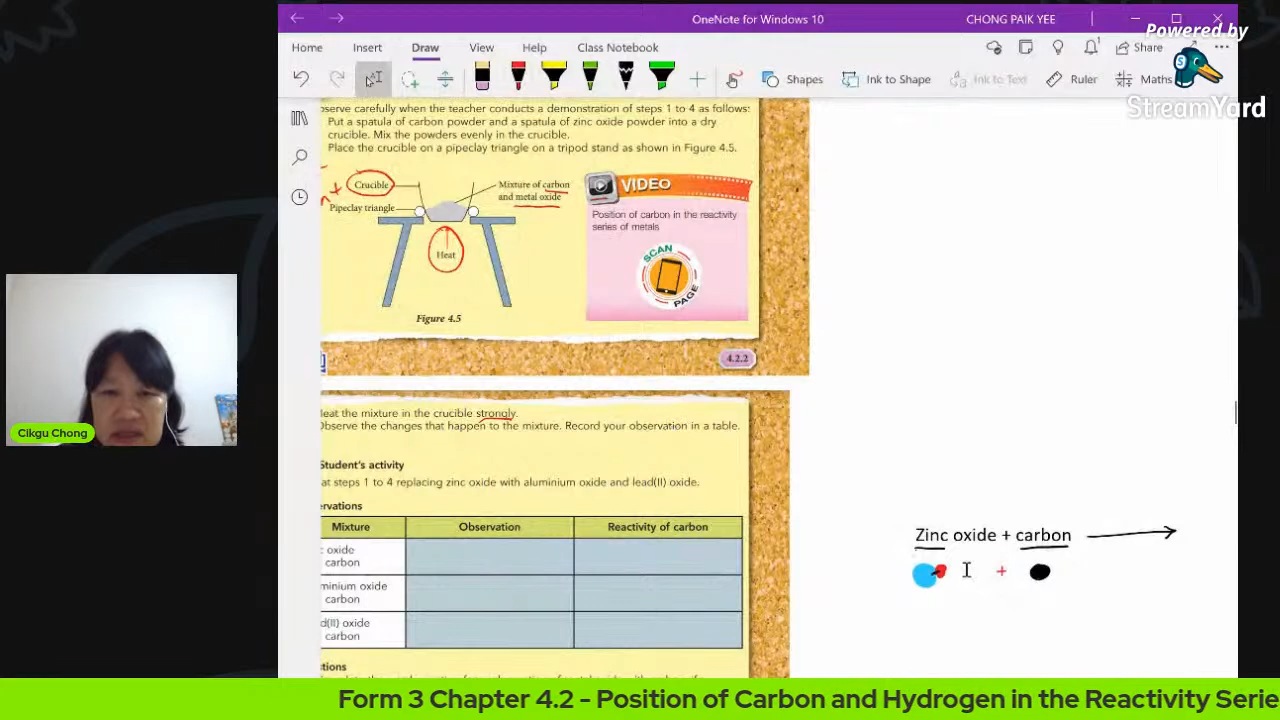 OneNote for Windows 10
CHONG PAIK YEE
Powered by
StreamYard
Home
Insert
Draw
View
Help
Class Notebook
Share
Shapes
Ink to Shape
Ink to Text
Ruler
Maths
serve carefully when the teacher conducts a demonstration of steps 1 to 4 as follows:
Put a spatula of carbon powder and a spatula of zinc oxide powder into a dry
crucible. Mix the powders evenly in the crucible.
Place the crucible on a pipeclay triangle on a tripod stand as shown in Figure 4.5.
+
Crucible
Pipeclay triangle
Mixture of carbon
and metal oxide
Heat
Figure 4.5
VIDEO
Position of carbon in the reactivity
series of metals
SCAN
PAGE
4.2.2
Heat the mixture in the crucible strongly.
Observe the changes that happen to the mixture. Record your observation in a table.
Student's activity
at steps 1 to 4 replacing zinc oxide with aluminium oxide and lead(II) oxide.
ervations
Mixture
Observation
Reactivity of carbon
c oxide
carbon
minium oxide
carbon
d(II) oxide
carbon
stions
Zinc oxide + carbon
+
Cikgu Chong
Form 3 Chapter 4.2 - Position of Carbon and Hydrogen in the Reactivity Serie